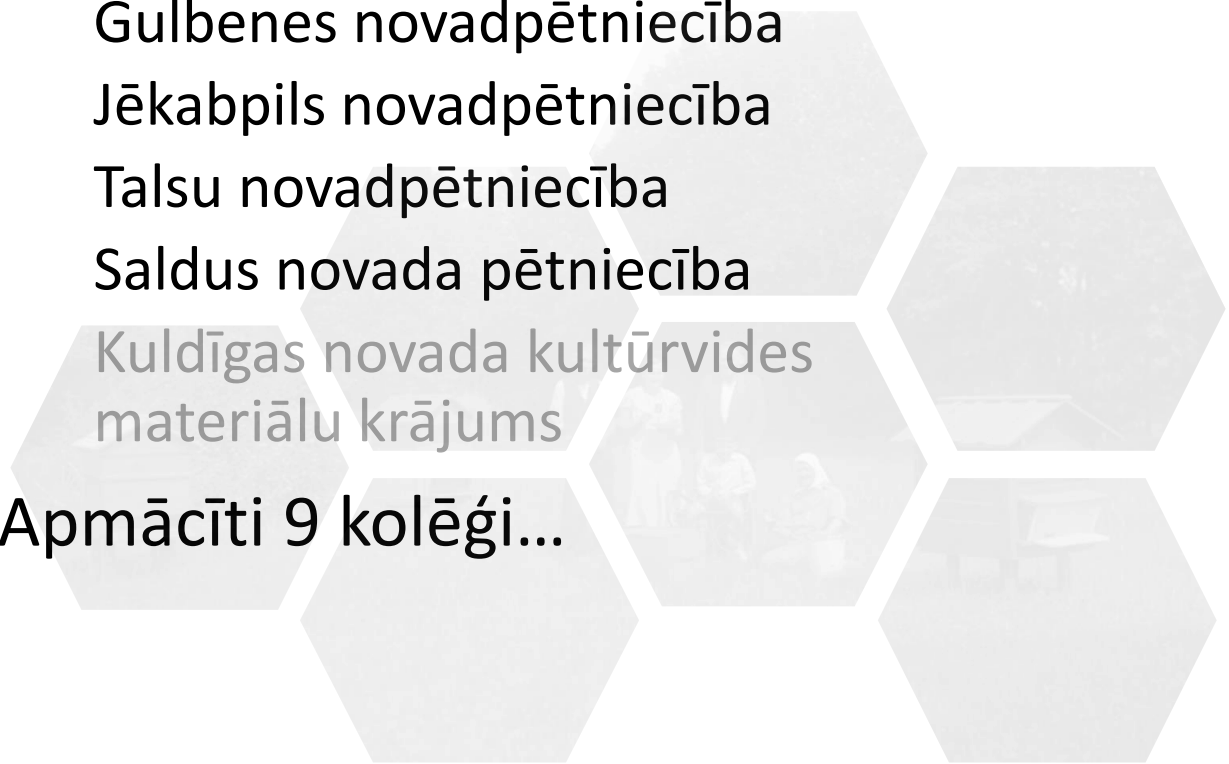 Gulbenes novadpētniecība
Jēkabpils novadpētniecība
Talsu novadpētniecība
Saldus novada pētniecība
Kuldīgas novada kultūrvides
materiālu krājums
Apmācīti 9 kolēģi…